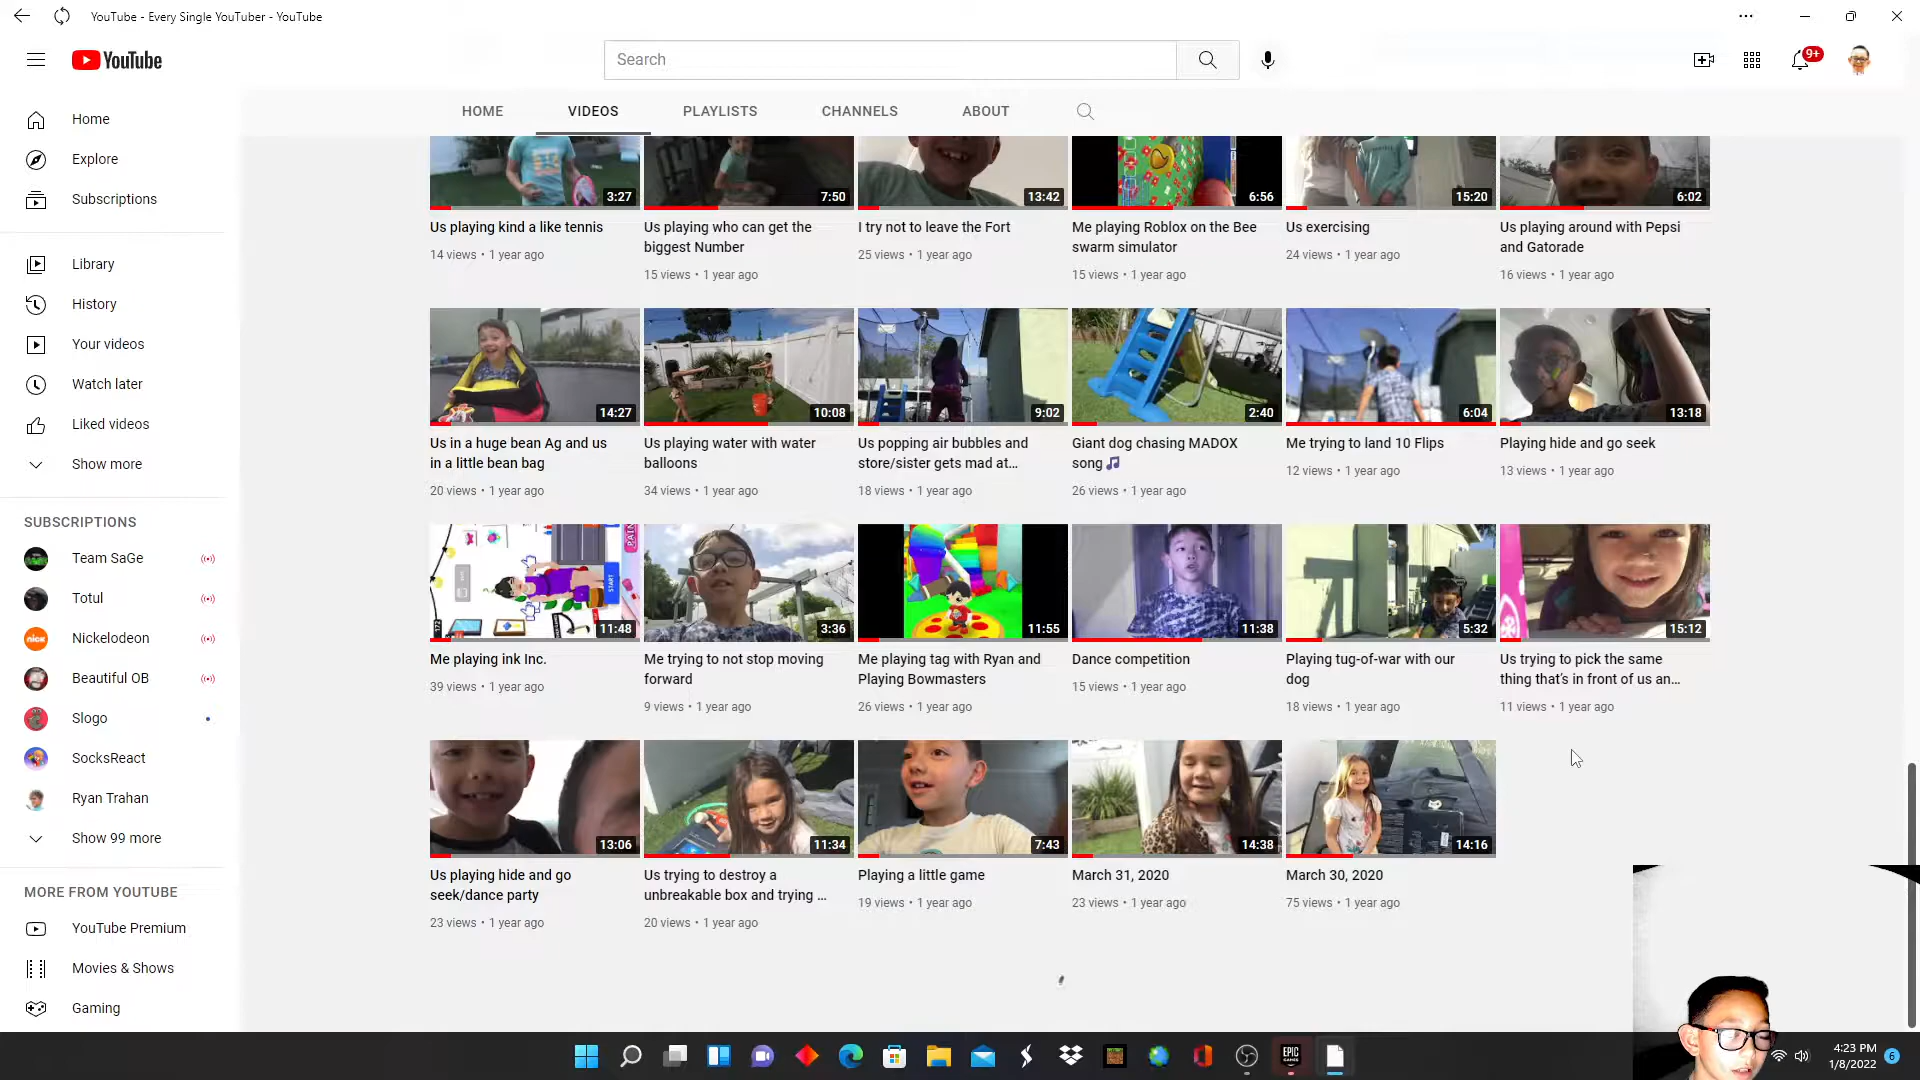 YouTube - Every Single YouTuber - YouTube
YouTube
Search
9+
HOME
VIDEOS
PLAYLISTS
CHANNELS
ABOUT
Home
Explore
Subscriptions
Library
History
Your videos
Watch later
Liked videos
Show more
SUBSCRIPTIONS
Team SaGe
Totul
Nickelodeon
Beautiful OB
Slogo
SocksReact
Ryan Trahan
Show 99 more
MORE FROM YOUTUBE
YouTube Premium
Movies & Shows
Gaming
3:27
Us playing kind a like tennis
14 views • 1 year ago
7:50
Us playing who can get the
biggest Number
15 views • 1 year ago
13:42
I try not to leave the Fort
25 views • 1 year ago
6:56
Me playing Roblox on the Bee
swarm simulator
15 views • 1 year ago
15:20
Us exercising
24 views • 1 year ago
6:02
Us playing around with Pepsi
and Gatorade
16 views • 1 year ago
14:27
Us in a huge bean Ag and us
in a little bean bag
20 views • 1 year ago
10:08
Us playing water with water
balloons
34 views • 1 year ago
9:02
Us popping air bubbles and
store/sister gets mad at...
18 views • 1 year ago
2:40
Giant dog chasing MADOX
song 🎵
26 views • 1 year ago
6:04
Me trying to land 10 Flips
12 views • 1 year ago
13:18
Playing hide and go seek
13 views • 1 year ago
START
11:48
Me playing ink Inc.
39 views • 1 year ago
3:36
Me trying to not stop moving
forward
9 views • 1 year ago
11:55
Me playing tag with Ryan and
Playing Bowmasters
26 views • 1 year ago
11:38
Dance competition
15 views • 1 year ago
5:32
Playing tug-of-war with our
dog
18 views • 1 year ago
15:12
Us trying to pick the same
thing that's in front of us an...
11 views • 1 year ago
13:06
Us playing hide and go
seek/dance party
23 views • 1 year ago
11:34
Us trying to destroy a
unbreakable box and trying ...
20 views • 1 year ago
7:43
Playing a little game
19 views • 1 year ago
14:38
March 31, 2020
23 views • 1 year ago
14:16
March 30, 2020
75 views • 1 year ago
nick
EPIC
GAMES
4:23 PM
1/8/2022
6